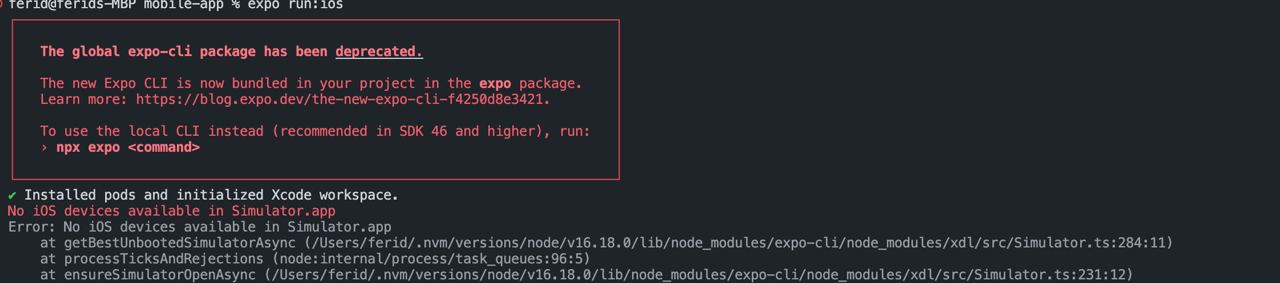 ferid@ferids-MBP mobile-app % expo run:ios
The global expo-cli package has been deprecated.
The new Expo CLI is now bundled in your project in the expo package.
Learn more: https://blog.expo.dev/the-new-expo-cli-f4250d8e3421.
To use the local CLI instead (recommended in SDK 46 and higher), run:
› npx expo <command>
✔ Installed pods and initialized Xcode workspace.
No iOS devices available in Simulator.app
Error: No iOS devices available in Simulator.app
at getBestUnbootedSimulatorAsync (/Users/ferid/.nvm/versions/node/v16.18.0/lib/node_modules/expo-cli/node_modules/xdl/src/Simulator.ts:284:11)
at processTicksAndRejections (node:internal/process/task_queues:96:5)
at ensureSimulatorOpenAsync (/Users/ferid/.nvm/versions/node/v16.18.0/lib/node_modules/expo-cli/node_modules/xdl/src/Simulator.ts:231:12)